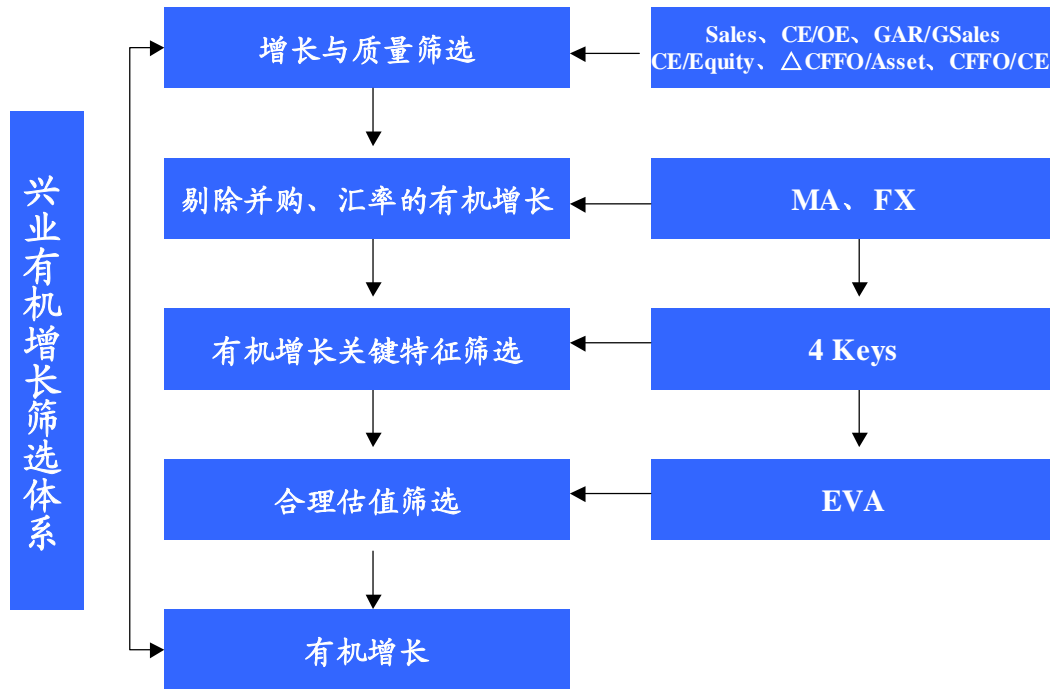 兴业有机增长筛选体系
增长与质量筛选
Sales、CE/OE、GAR/GSales
CE/Equity、△CFFO/Asset、CFFO/CE
剔除并购、汇率的有机增长
MA、FX
有机增长关键特征筛选
4 Keys
合理估值筛选
EVA
有机增长